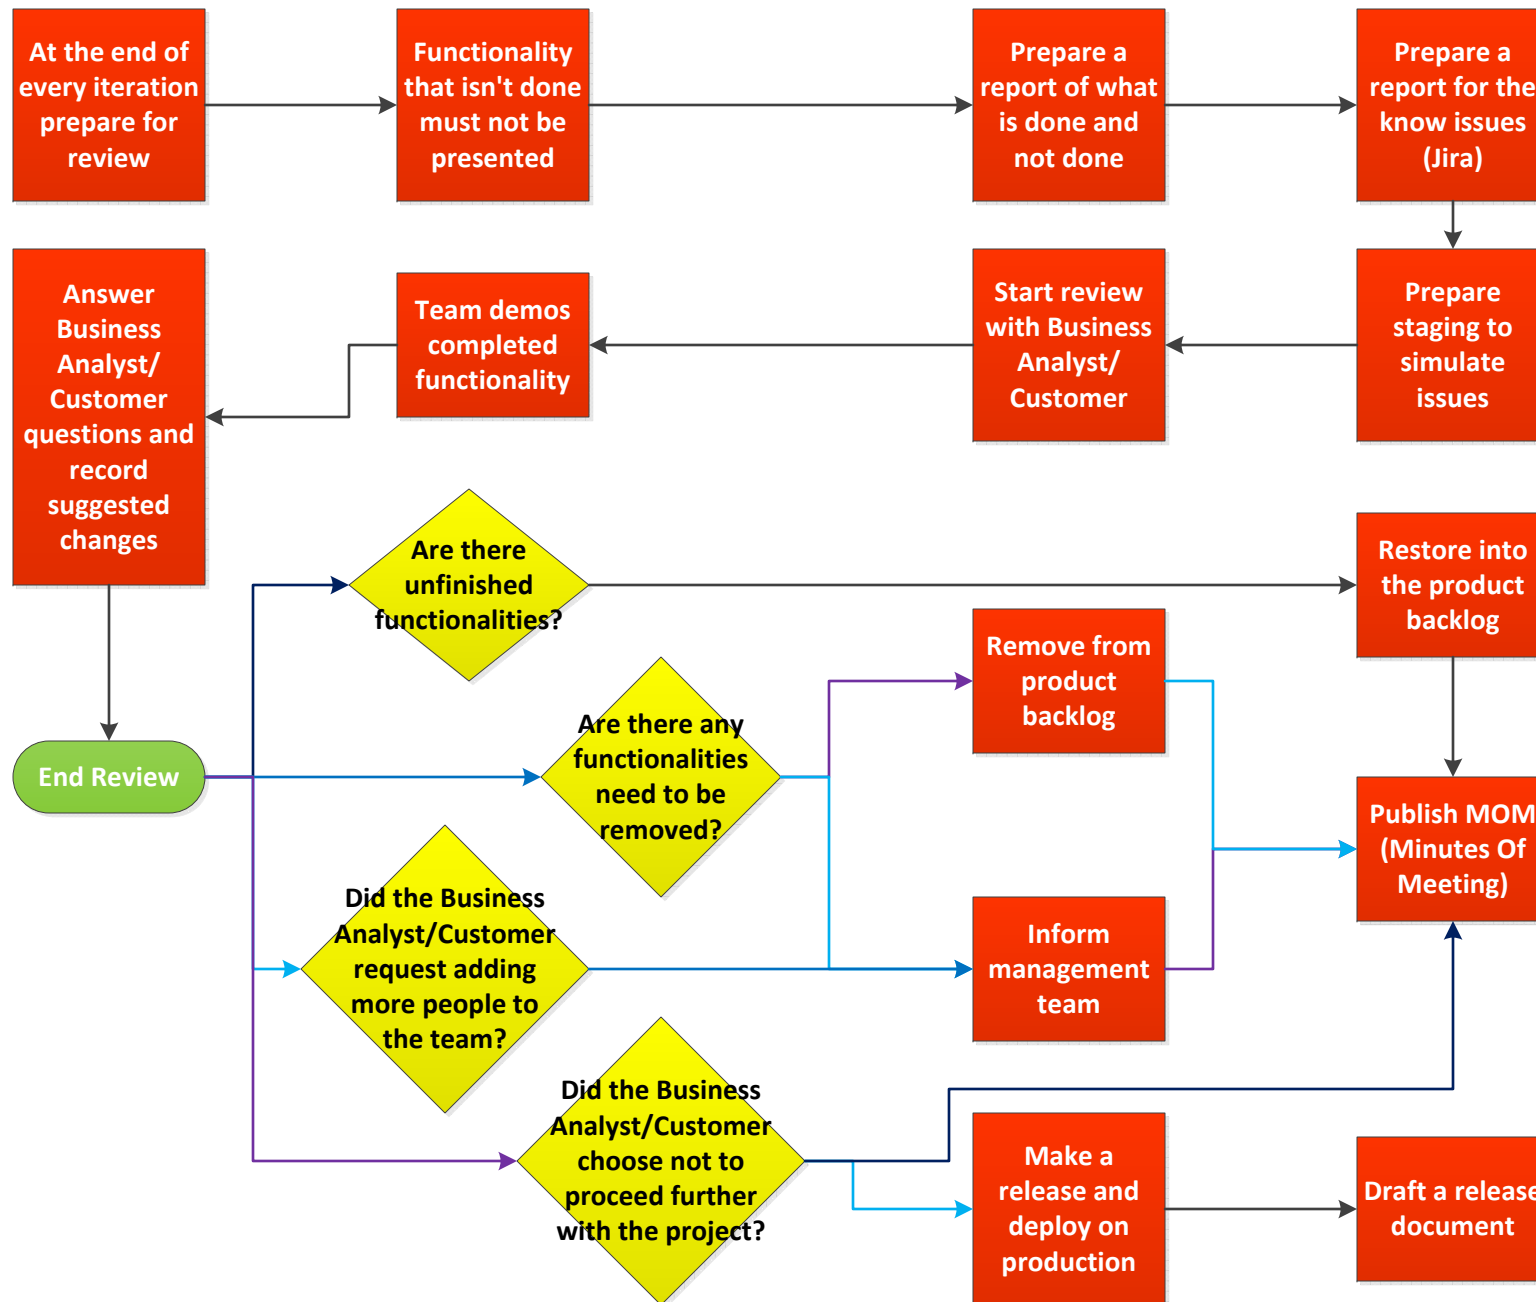 At the end of
every iteration
prepare for
review
Functionality
that isn't done
must not be
presented
Prepare a
report of what
is done and
not done
Prepare a
report for the
know issues
(Jira)
Answer
Business
Analyst/
Customer
questions and
record
suggested
changes
Team demos
completed
functionality
Start review
with Business
Analyst/
Customer
Prepare
staging to
simulate
issues
Are there
unfinished
functionalities?
Restore into
the product
backlog
Remove from
product
backlog
Are there any
functionalities
need to be
removed?
End Review
Publish MOM
(Minutes Of
Meeting)
Did the Business
Analyst/Customer
request adding
more people to
the team?
Inform
management
team
Did the Business
Analyst/Customer
choose not to
proceed further
with the project?
Make a
release and
deploy on
production
Draft a release
document